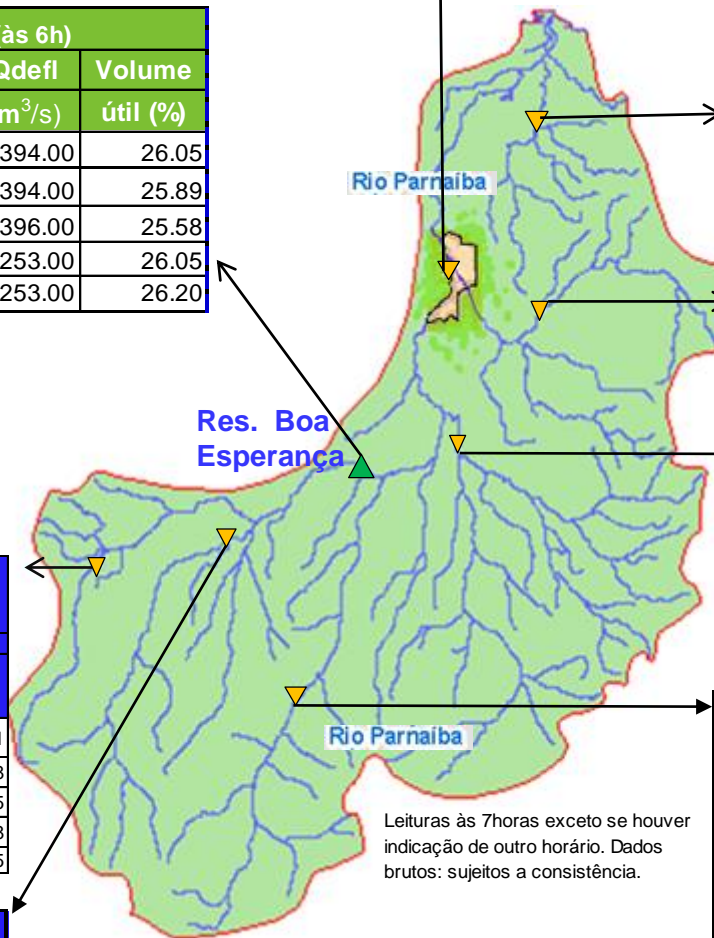 (às 6h)
Qdefl Volume
m³/s) útil (%)
394.00 26.05
394.00 25.89
396.00 25.58
253.00 26.05
253.00 26.20
Rio Parnaíba
Res. Boa
Esperança
Rio Parnaíba
Leituras às 7horas exceto se houver
indicação de outro horário. Dados
brutos: sujeitos a consistência.